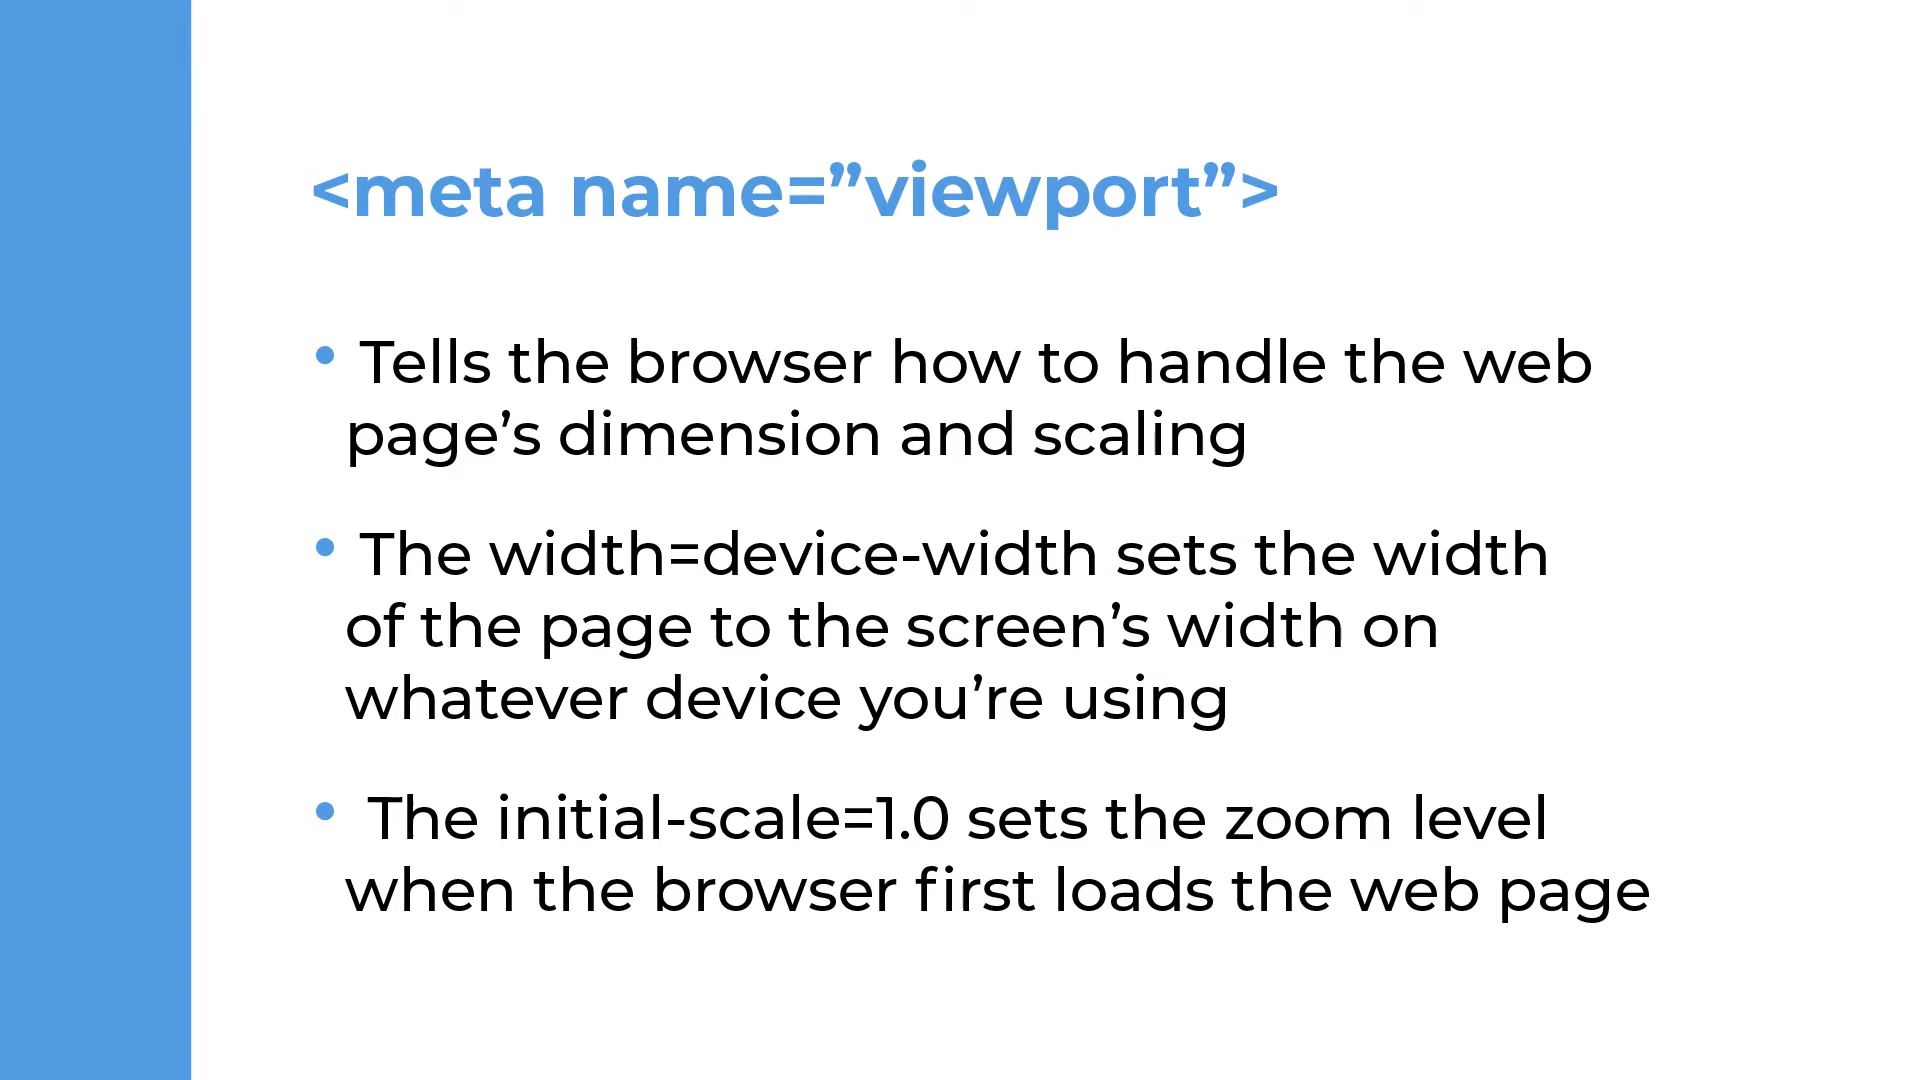 <meta name=”viewport”>
• Tells the browser how to handle the web
page’s dimension and scaling
• The width=device-width sets the width
of the page to the screen’s width on
whatever device you’re using
• The initial-scale=1.0 sets the zoom level
when the browser first loads the web page